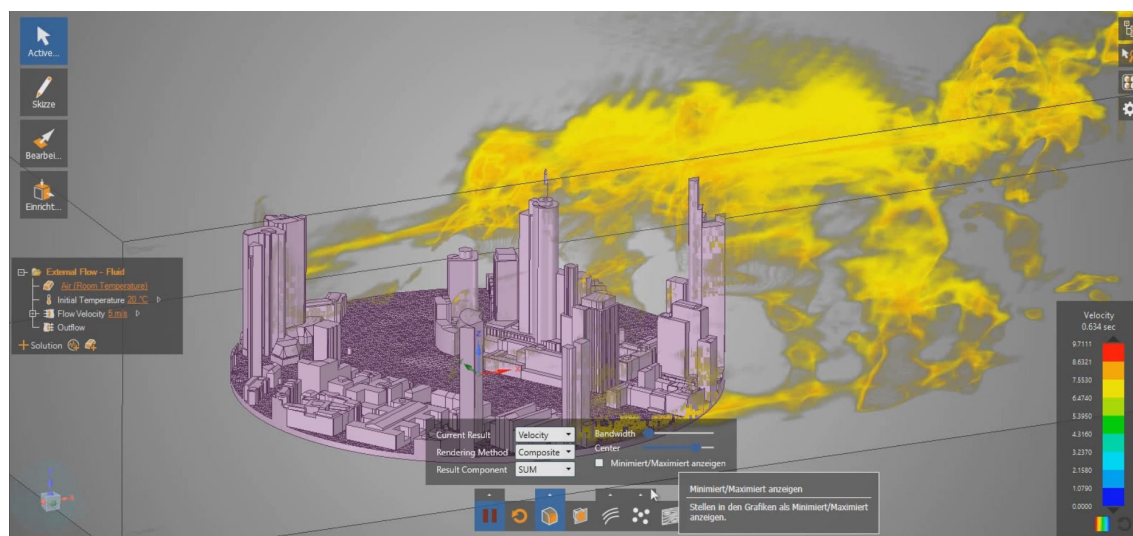 Active...
Skizze
Bearbei...
Einricht...
External Flow - Fluid
Air (Room Temperature)
Initial Temperature 20 °C
Flow Velocity 5 m/s
Outflow
Solution
Current Result Velocity
Rendering Method Composite
Result Component SUM
Bandwidth
Center
Minimiert/Maximiert anzeigen
Minimiert/Maximiert anzeigen
Stellen in den Grafiken als Minimiert/Maximiert
anzeigen.
Velocity
0.634 sec
9.7111
8.6321
7.5530
6.4740
5.3950
4.3160
3.2370
2.1580
1.0790
0.0000